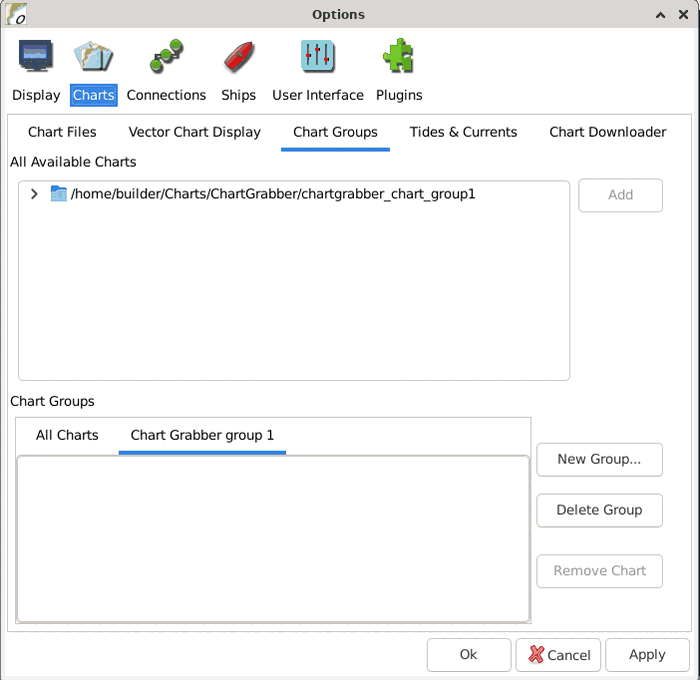 Options
Display Charts Connections Ships User Interface Plugins
Chart Files Vector Chart Display Chart Groups Tides & Currents Chart Downloader
All Available Charts
/home/builder/Charts/ChartGrabber/chartgrabber_chart_group1
Add
Chart Groups
All Charts Chart Grabber group 1
New Group...
Delete Group
Remove Chart
Ok Cancel Apply